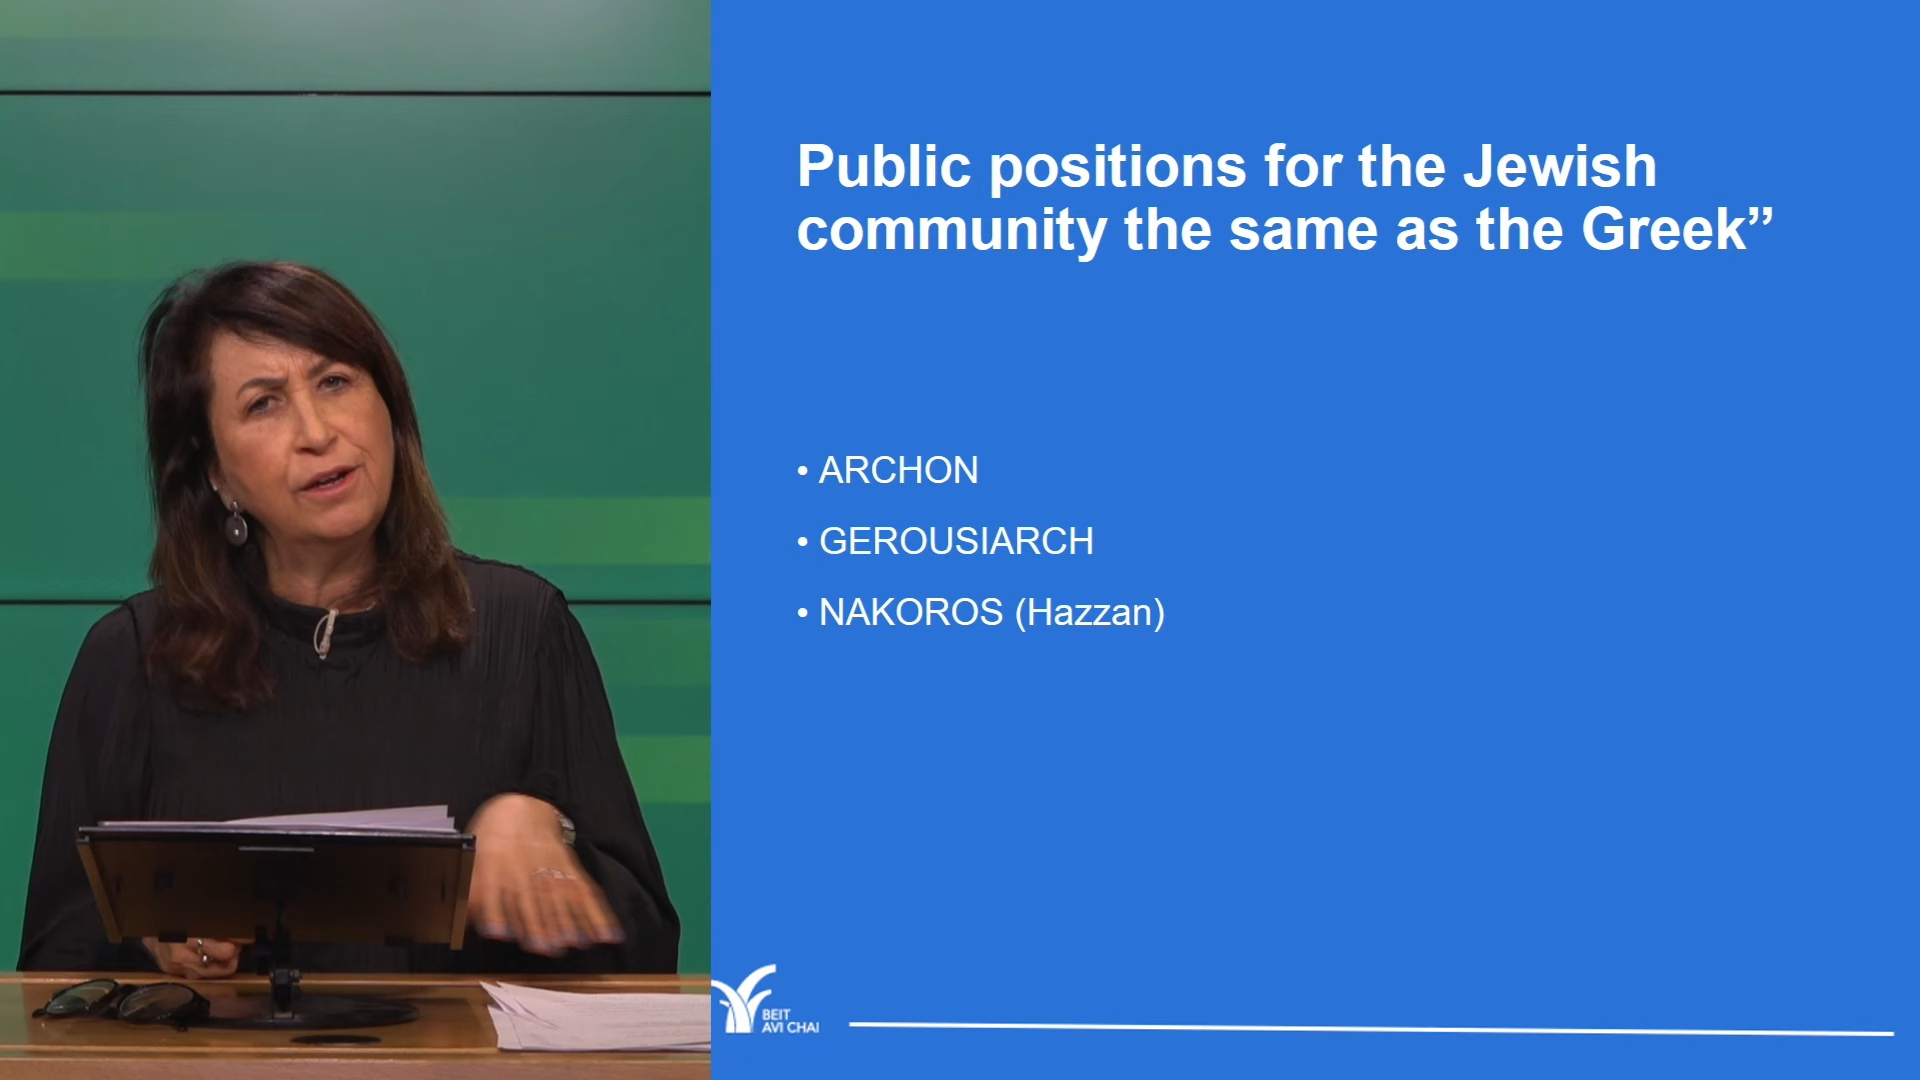 Public positions for the Jewish
community the same as the Greek”
• ARCHON
• GEROUSIARCH
• NAKOROS (Hazzan)
BEIT
AVI CHAI